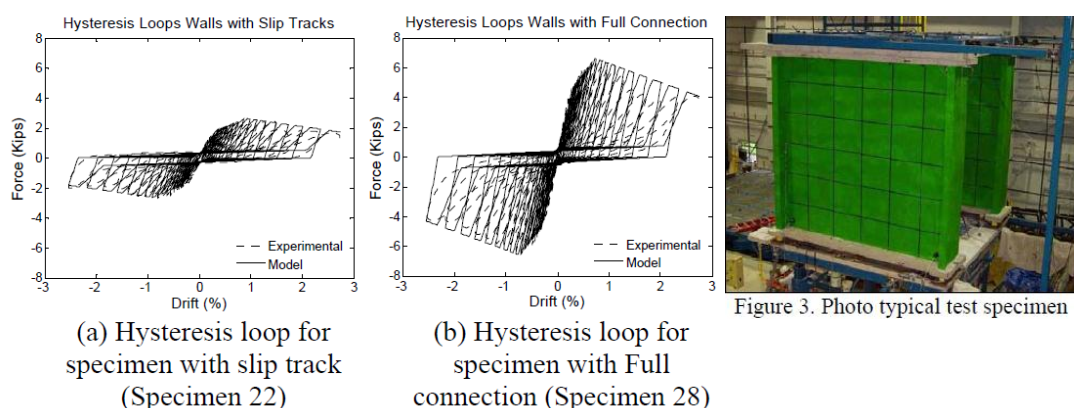 Hysteresis Loops Walls with Slip Tracks
8
6
4
2
0
-2
-4
-6
-8
Force (Kips)
Experimental
Model
-3
-2
-1
0
1
2
3
Drift (%)
(a) Hysteresis loop for
specimen with slip track
(Specimen 22)
Hysteresis Loops Walls with Full Connection
8
6
4
2
0
-2
-4
-6
8
Force (Kips)
Experimental
Model
-3
-2
-1
0
1
2
3
Drift (%)
(b) Hysteresis loop for
specimen with Full
connection (Specimen 28)
Figure 3. Photo typical test specimen